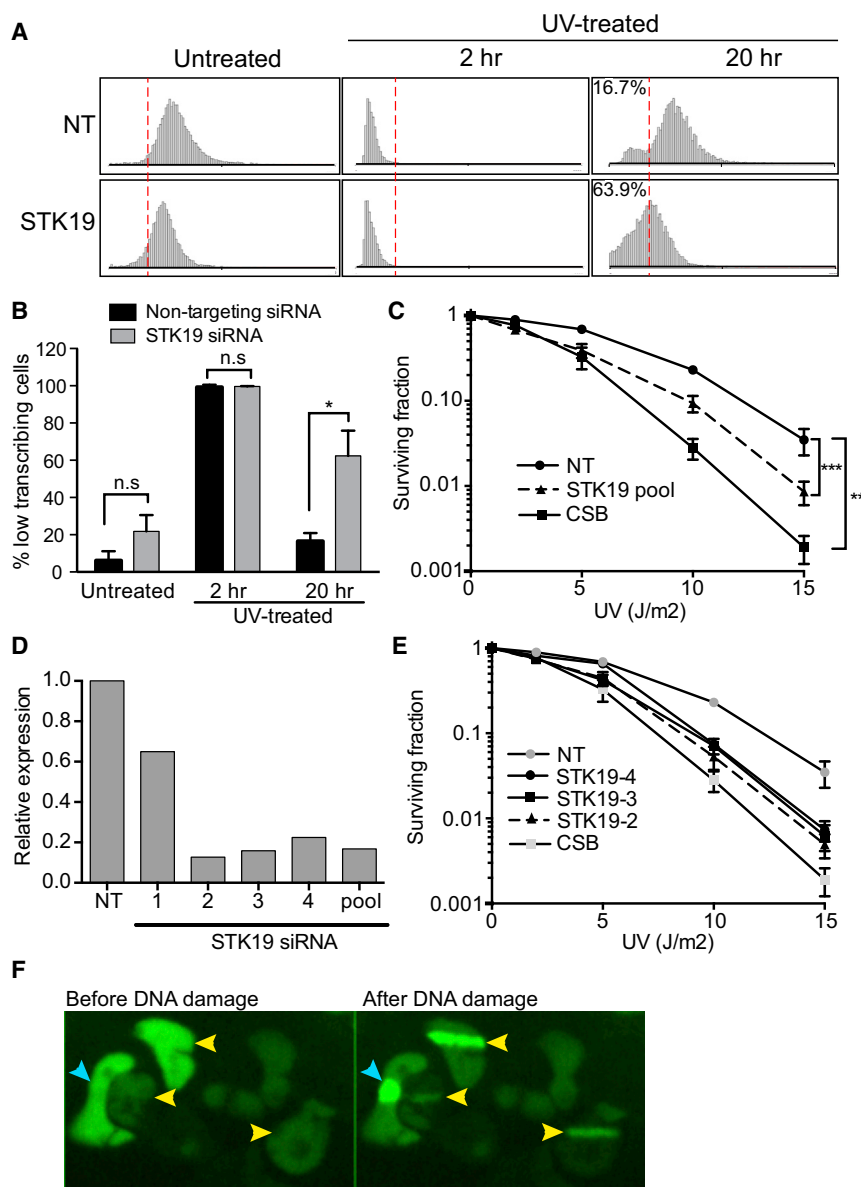 A
UV-treated
Untreated
2 hr
20 hr
NT
16.7%
STK19
63.9%
B
Non-targeting siRNA
STK19 siRNA
% low transcribing cells
120
100
80
60
40
20
0
n.s
n.s
*
Untreated
2 hr
20 hr
UV-treated
C
Surviving fraction
1
0.10
0.01
0.001
NT
STK19 pool
CSB
***
**
0
5
10
15
UV (J/m2)
D
Relative expression
1.0
0.8
0.6
0.4
0.2
0.0
NT
1
2
3
4
pool
STK19 siRNA
E
Surviving fraction
1
0.1
0.01
0.001
NT
STK19-4
STK19-3
STK19-2
CSB
0
5
10
15
UV (J/m2)
F
Before DNA damage
After DNA damage